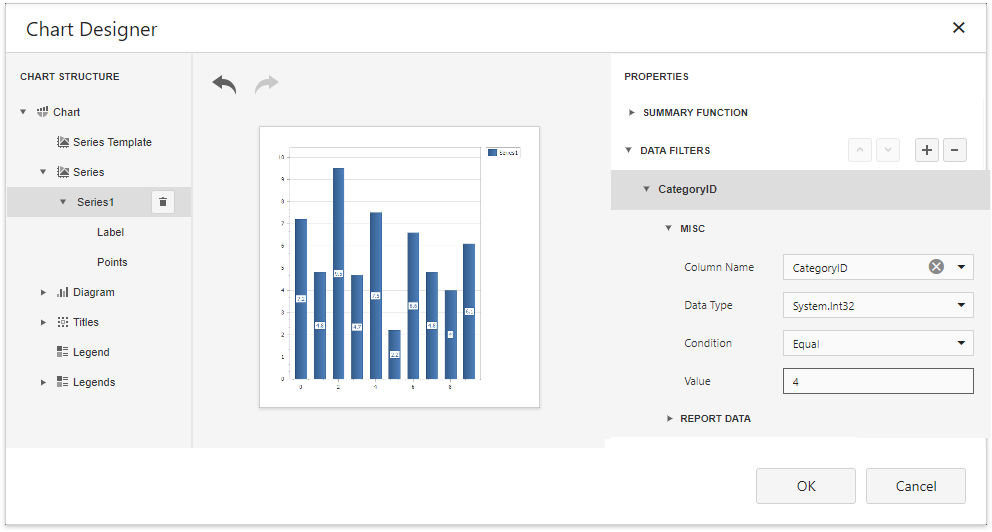 Chart Designer
CHART STRUCTURE
Chart
Series Template
Series
Series1
Label
Points
Diagram
Titles
Legend
Legends
Series1
10
9
8
7
6
5
4
3
2
1
0
7.2
4.8
9.5
4.7
7.5
2.2
6.6
4.8
4
6.1
0
2
4
6
8
PROPERTIES
SUMMARY FUNCTION
DATA FILTERS
CategoryID
MISC
Column Name CategoryID
Data Type System.Int32
Condition Equal
Value 4
REPORT DATA
OK Cancel